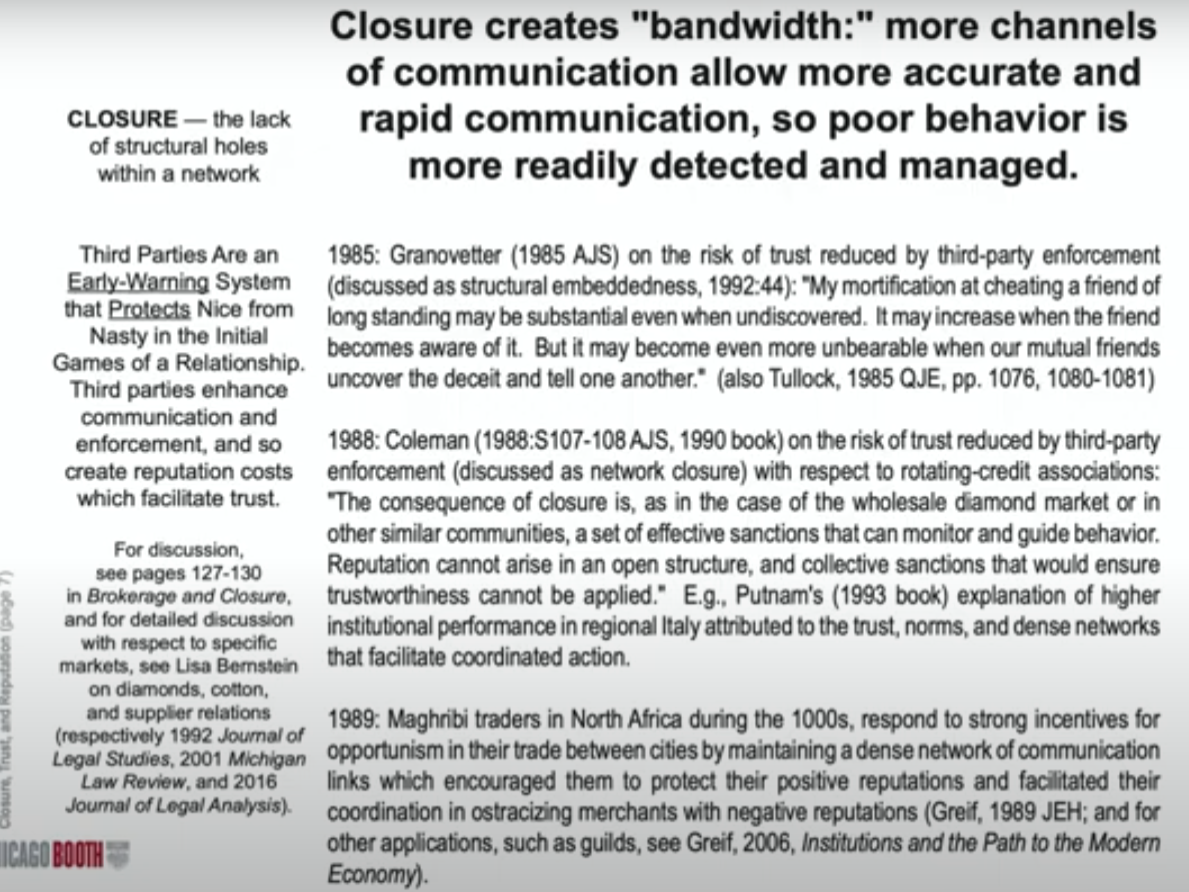 Closure creates "bandwidth:" more channels
of communication allow more accurate and
rapid communication, so poor behavior is
more readily detected and managed.
CLOSURE — the lack
of structural holes
within a network
Third Parties Are an
Early-Warning System
that Protects Nice from
Nasty in the Initial
Games of a Relationship.
Third parties enhance
communication and
enforcement, and so
create reputation costs
which facilitate trust.
For discussion,
see pages 127-130
in Brokerage and Closure,
and for detailed discussion
with respect to specific
markets, see Lisa Bernstein
on diamonds, cotton,
and supplier relations
(respectively 1992 Journal of
Legal Studies, 2001 Michigan
Law Review, and 2016
Journal of Legal Analysis).
1985: Granovetter (1985 AJS) on the risk of trust reduced by third-party enforcement
(discussed as structural embeddedness, 1992:44): "My mortification at cheating a friend of
long standing may be substantial even when undiscovered. It may increase when the friend
becomes aware of it. But it may become even more unbearable when our mutual friends
uncover the deceit and tell one another." (also Tullock, 1985 QJE, pp. 1076, 1080-1081)
1988: Coleman (1988:S107-108 AJS, 1990 book) on the risk of trust reduced by third-party
enforcement (discussed as network closure) with respect to rotating-credit associations:
"The consequence of closure is, as in the case of the wholesale diamond market or in
other similar communities, a set of effective sanctions that can monitor and guide behavior.
Reputation cannot arise in an open structure, and collective sanctions that would ensure
trustworthiness cannot be applied." E.g., Putnam's (1993 book) explanation of higher
institutional performance in regional Italy attributed to the trust, norms, and dense networks
that facilitate coordinated action.
1989: Maghribi traders in North Africa during the 1000s, respond to strong incentives for
opportunism in their trade between cities by maintaining a dense network of communication
links which encouraged them to protect their positive reputations and facilitated their
coordination in ostracizing merchants with negative reputations (Greif, 1989 JEH; and for
other applications, such as guilds, see Greif, 2006, Institutions and the Path to the Modern
Economy).
Closure, Trust, and Reputation (page 7)
ICAGO BOOTH